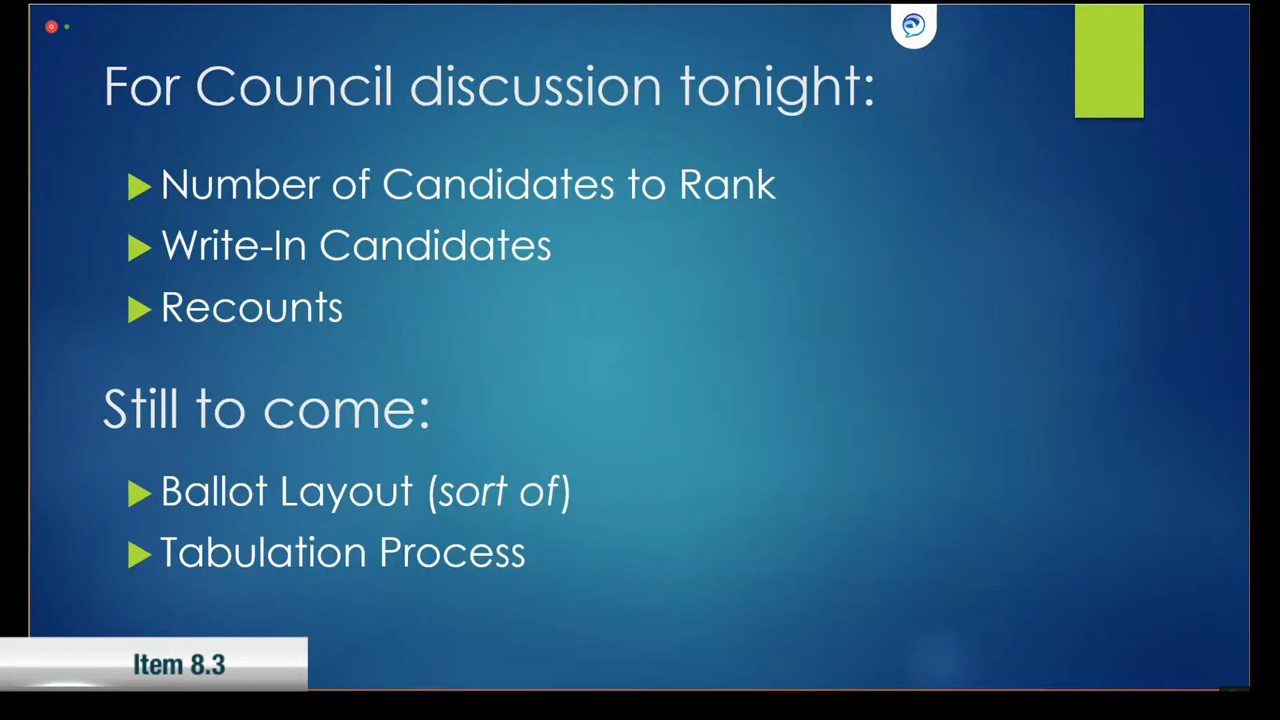 For Council discussion tonight:
Number of Candidates to Rank
Write-In Candidates
Recounts
Still to come:
Ballot Layout (sort of)
Tabulation Process
Item 8.3